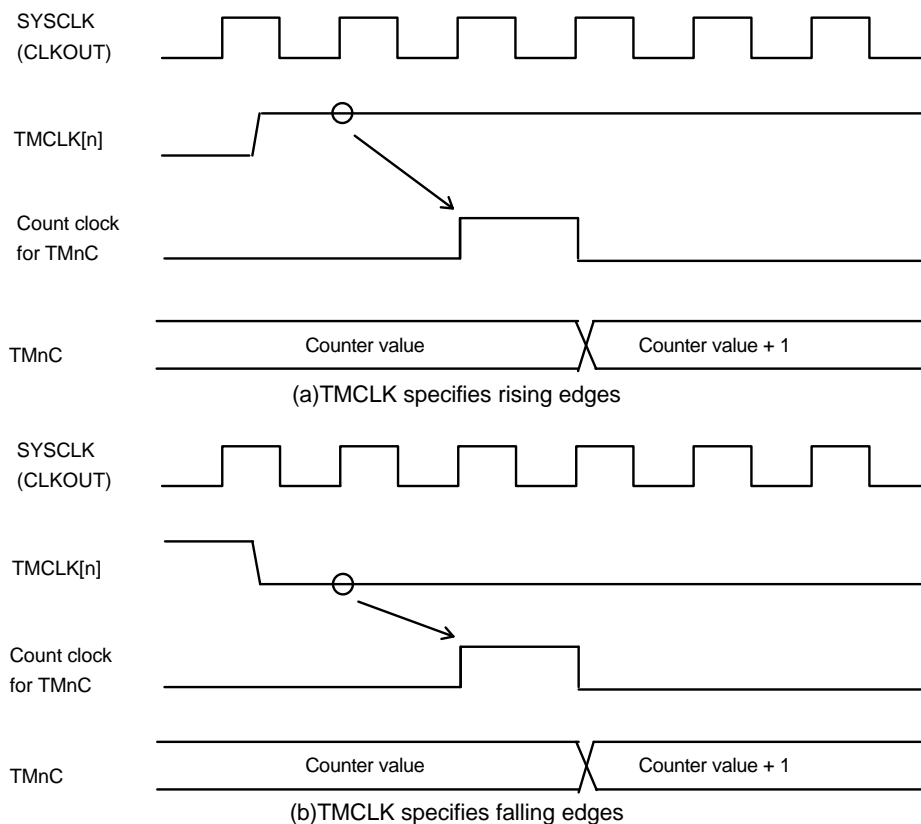 SYSCLK
(CLKOUT)
TMCLK[n]
Count clock
for TMnC
TMnC
Counter value
Counter value + 1
(a)TMCLK specifies rising edges
SYSCLK
(CLKOUT)
TMCLK[n]
Count clock
for TMnC
TMnC
Counter value
Counter value + 1
(b)TMCLK specifies falling edges